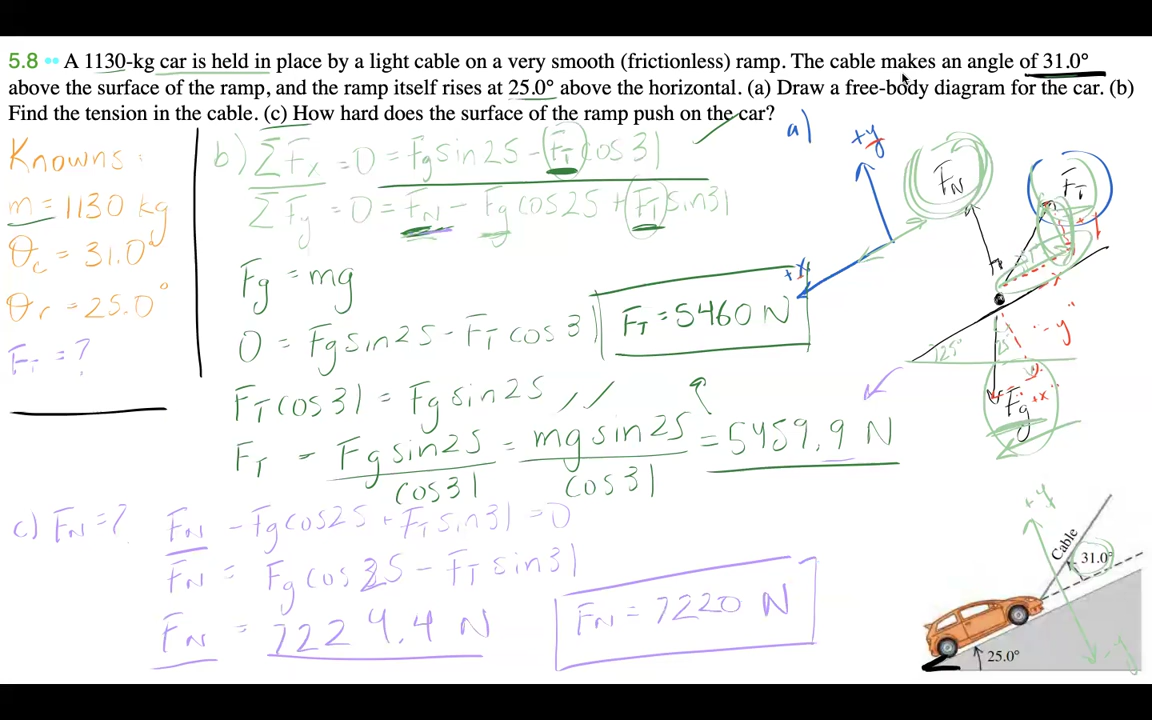 5.8 •• A 1130-kg car is held in place by a light cable on a very smooth (frictionless) ramp. The cable makes an angle of 31.0°
above the surface of the ramp, and the ramp itself rises at 25.0° above the horizontal. (a) Draw a free-body diagram for the car. (b)
Find the tension in the cable. (c) How hard does the surface of the ramp push on the car?
Knowns:
m = 1130 kg
θc = 31.0°
θr = 25.0°
FT = ?
b) ΣFx = 0 = Fg sin 25 - FT cos 31
ΣFy = 0 = FN - Fg cos 25 + FT sin 31
Fg = mg
0 = Fg sin 25 - FT cos 31
FT = 5460 N
FT cos 31 = Fg sin 25
FT = Fg sin 25 / cos 31 = mg sin 25 / cos 31 = 5459.9 N
c) FN = ? FN - Fg cos 25 + FT sin 31 = 0
FN = Fg cos 25 - FT sin 31
FN = 7224.4 N
FN = 7220 N
a)
+y
+x
FN
FT
25°
25
"-y"
"+x"
Fg
+y
Cable
31.0°
25.0°
-y